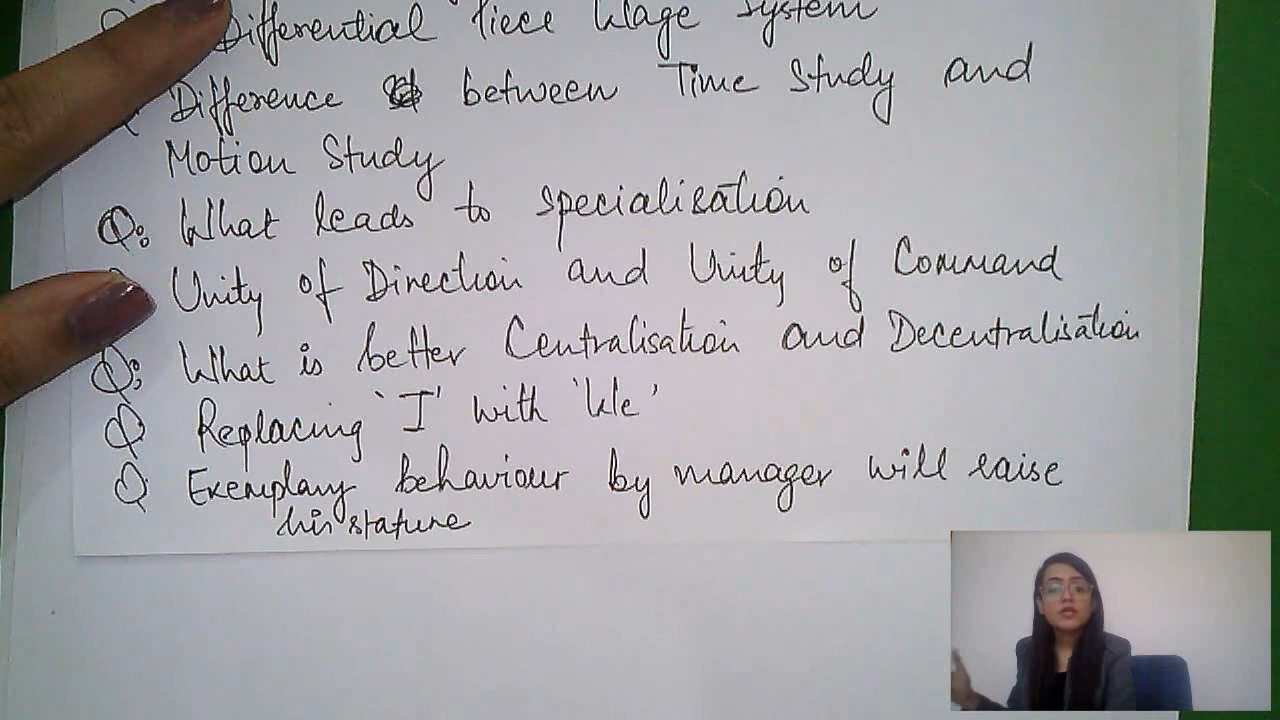 Q Differential Piece Wage System
Q Difference between Time Study and
Motion Study
Q: What leads to specialisation
Unity of Direction and Unity of Command
Q: What is better Centralisation and Decentralisation
Q Replacing 'I' with 'We'
Q Exemplary behaviour by manager will raise
his stature